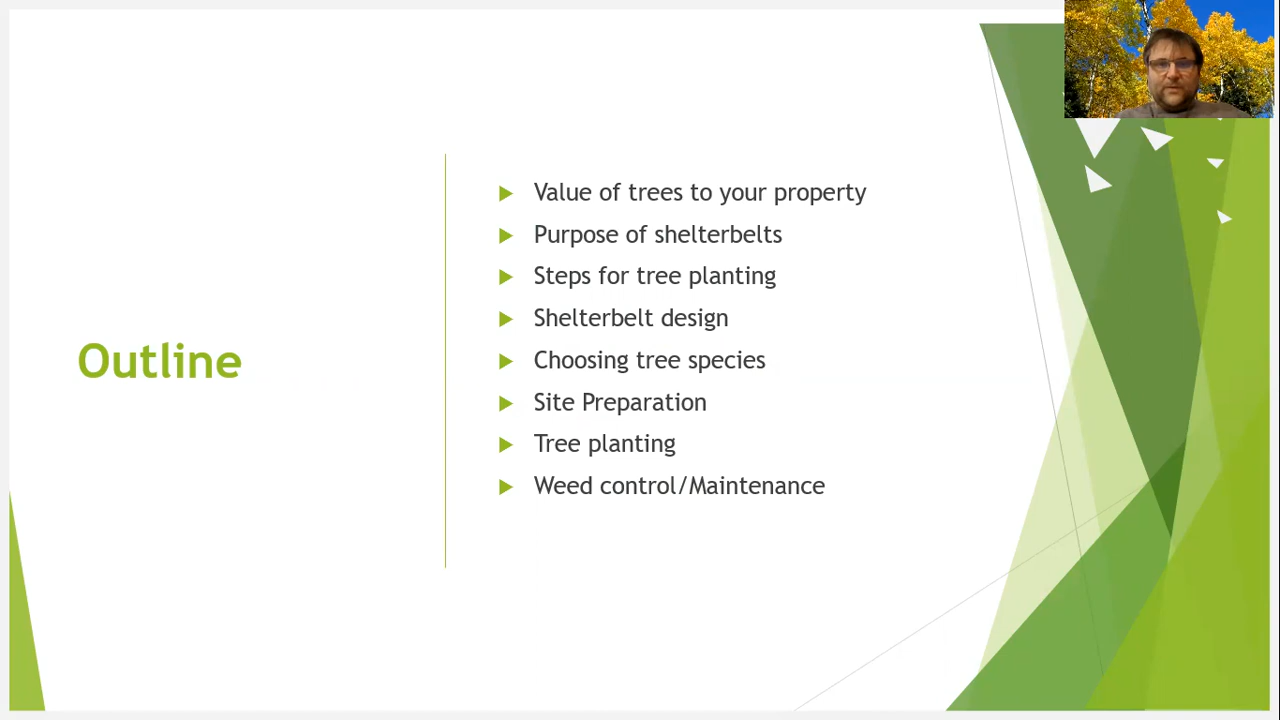 Outline
Value of trees to your property
Purpose of shelterbelts
Steps for tree planting
Shelterbelt design
Choosing tree species
Site Preparation
Tree planting
Weed control/Maintenance